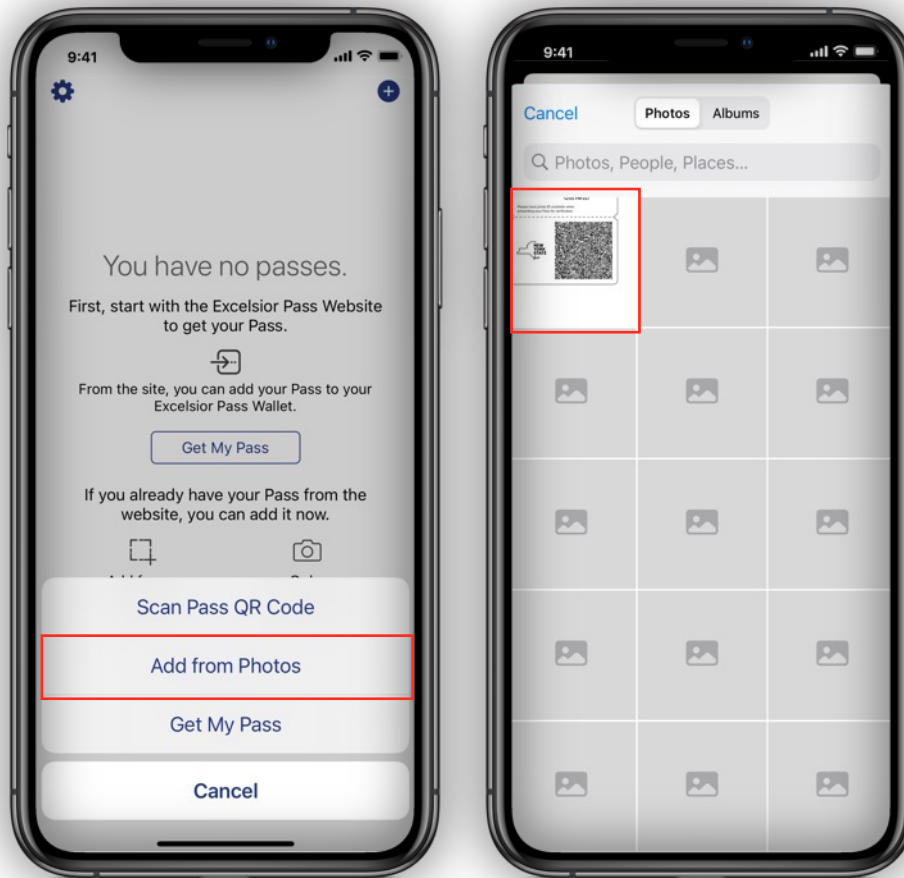 9:41
You have no passes.
First, start with the Excelsior Pass Website
to get your Pass.
From the site, you can add your Pass to your
Excelsior Pass Wallet.
Get My Pass
If you already have your Pass from the
website, you can add it now.
Scan Pass QR Code
Add from Photos
Get My Pass
Cancel
9:41
Cancel
Photos
Albums
Photos, People, Places...
NEW
YORK
STATE